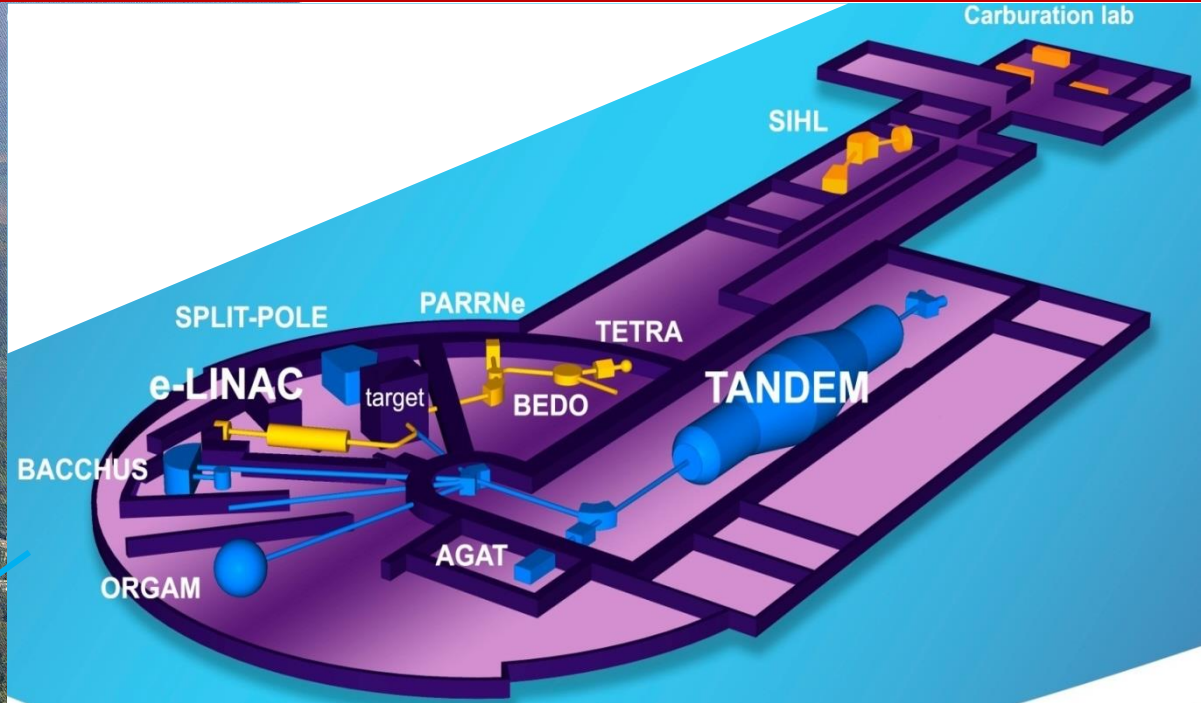 Carburation lab
SIHL
PARRNe
SPLIT-POLE
TETRA
e-LINAC
target
BEDO
TANDEM
BACCHUS
AGAT
ORGAM